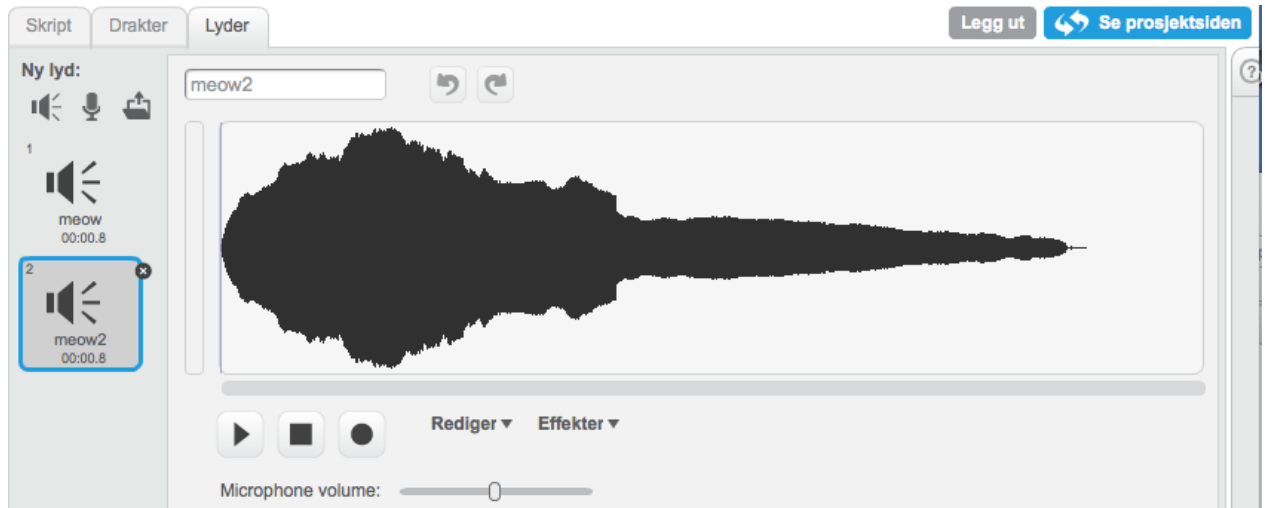 Skript Drakter Lyder Legg ut Se prosjektsiden
Ny lyd:
meow2
1
meow
00:00.8
2
meow2
00:00.8
Rediger Effekter
Microphone volume: